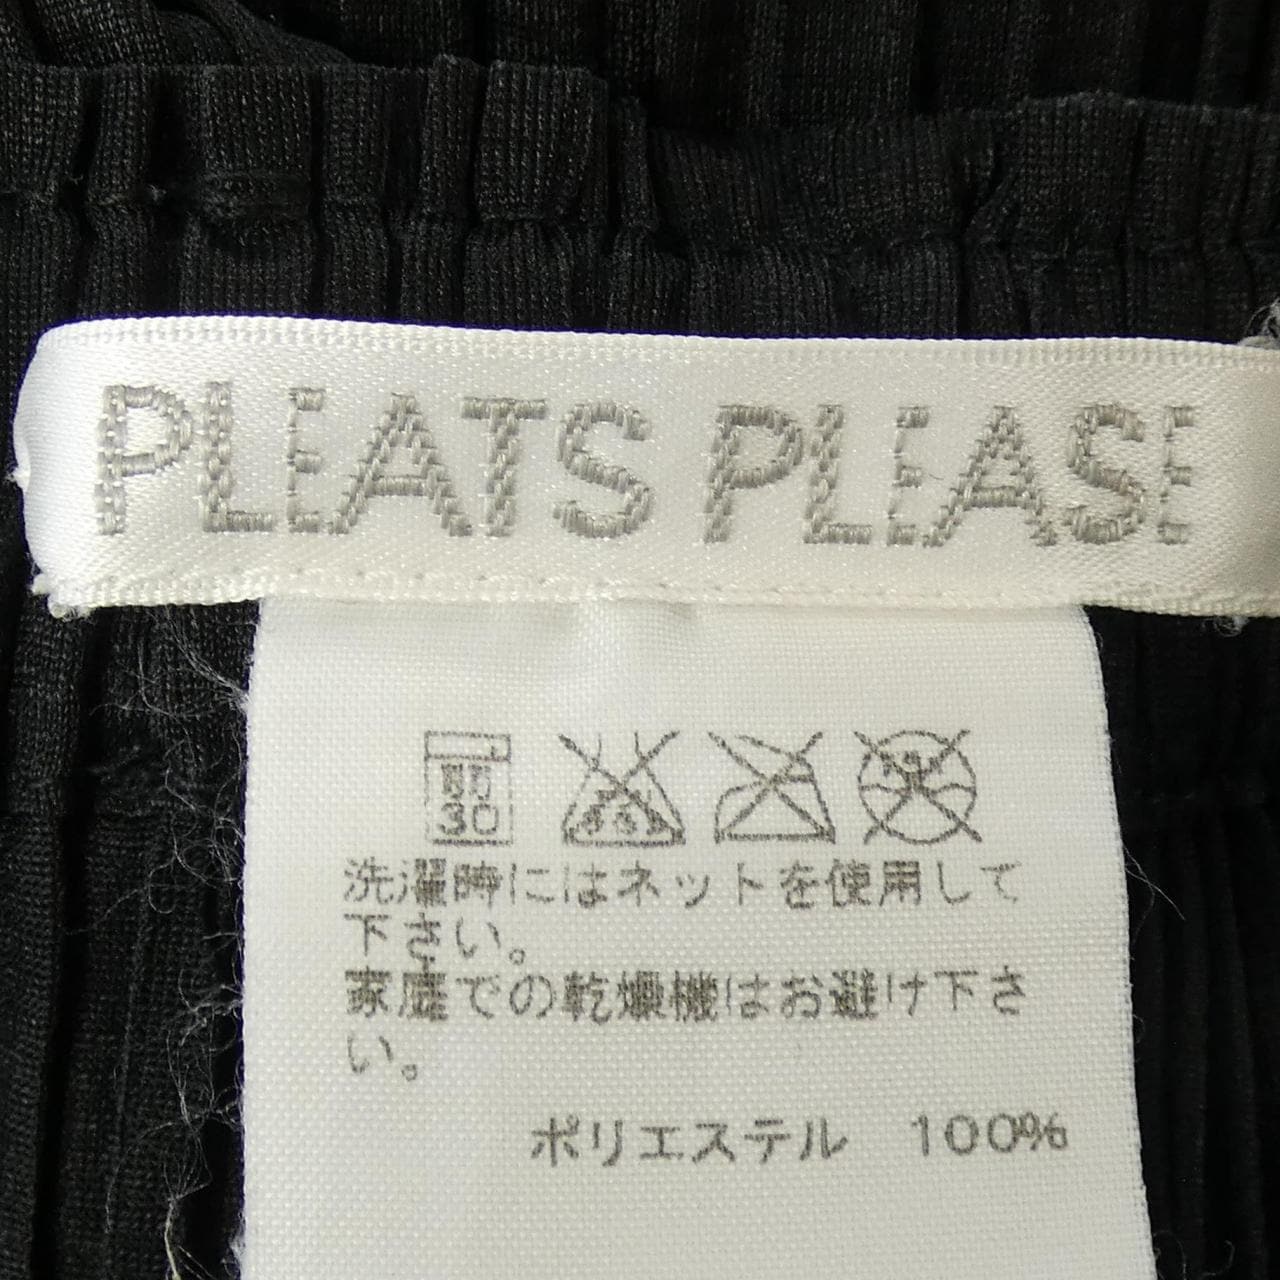 PLEATS PLEASE
30
洗濯時にはネットを使用して
下さい。
家庭での乾燥機はお避け下さ
い。
ポリエステル 100%